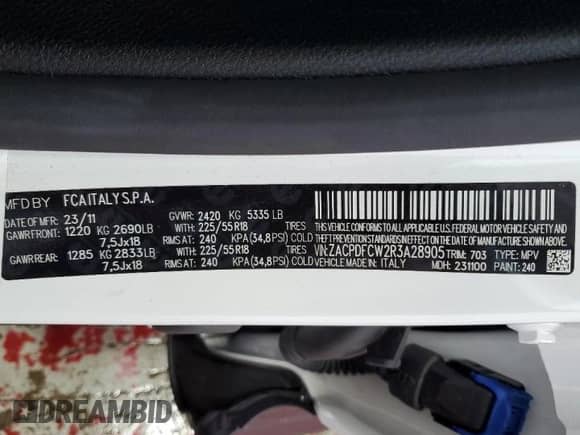 MFD BY FCA ITALY S.P.A.
DATE OF MFR: 23/11 GVWR: 2420 KG 5335 LB
GAWR FRONT: 1220 KG 2690LB WITH 225/55R18 TIRES
7,5Jx18 RIMS AT 240 KPA(34,8PSI) COLD
GAWR REAR: 1285 KG 2833LB WITH 225/55R18 TIRES
7,5Jx18 RIMS AT 240 KPA(34,8PSI) COLD
THIS VEHICLE CONFORMS TO ALL APPLICABLE U.S. FEDERAL MOTOR VEHICLE SAFETY, BUMPER AND
THEFT PREVENTION STANDARDS IN EFFECT ON THE DATE OF MANUFACTURE SHOWN ABOVE.
VIN:ZACPDFCW2R3A28905 TRIM: 703 TYPE: MPV
VEHICLE MADE IN: ITALY MDH: 231100 PAINT: 240
DREAMBID